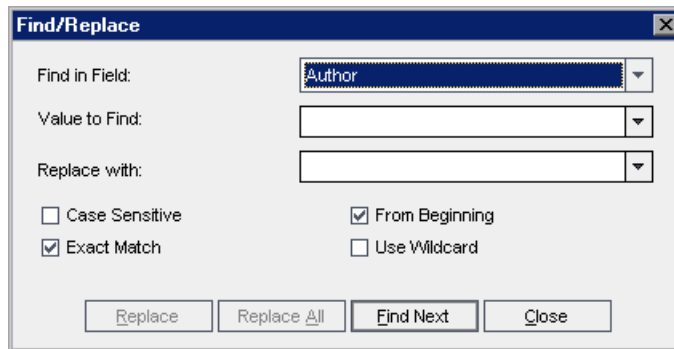 Find/Replace
Find in Field: Author
Value to Find:
Replace with:
Case Sensitive From Beginning
Exact Match Use Wildcard
Replace Replace All Find Next Close